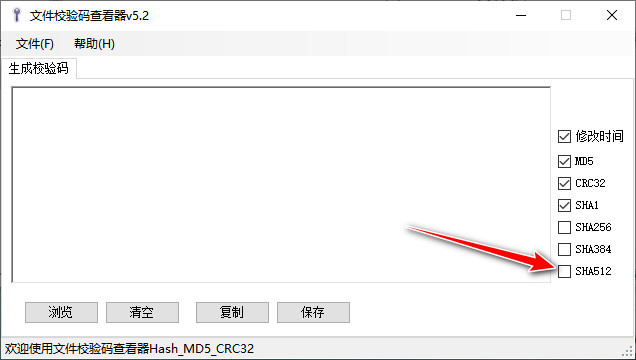 文件校验码查看器v5.2
文件(F) 帮助(H)
生成校验码
修改时间
MD5
CRC32
SHA1
SHA256
SHA384
SHA512
浏览 清空 复制 保存
欢迎使用文件校验码查看器Hash_MD5_CRC32